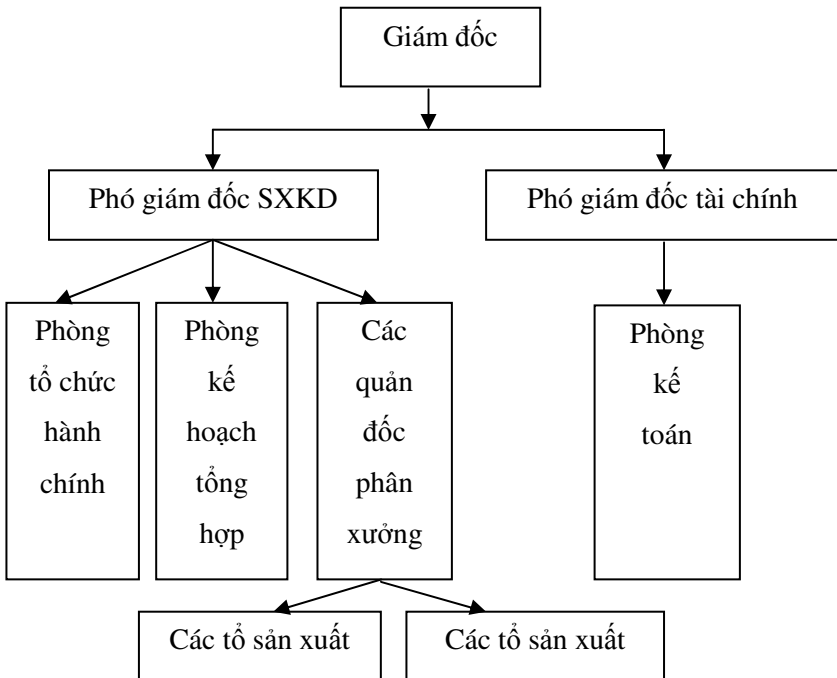 Giám đốc
Phó giám đốc SXKD
Phó giám đốc tài chính
Phòng
tổ chức
hành
chính
Phòng
kế
hoạch
tổng
hợp
Các
quản
đốc
phân
xưởng
Phòng
kế
toán
Các tổ sản xuất
Các tổ sản xuất